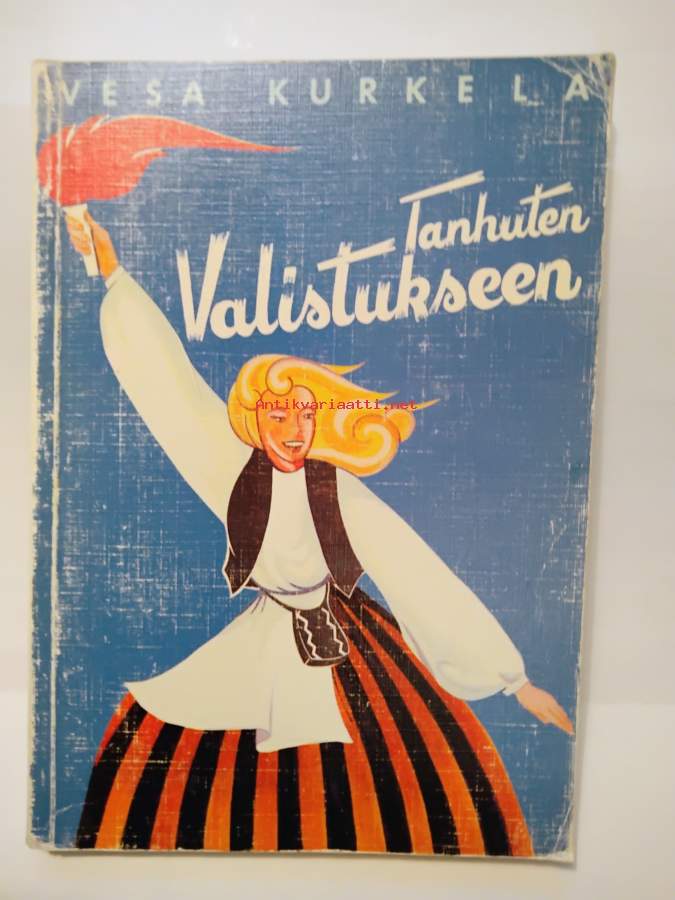 VESA KURKELA
Tanhuten
Valistukseen
Antikvariaatti.net